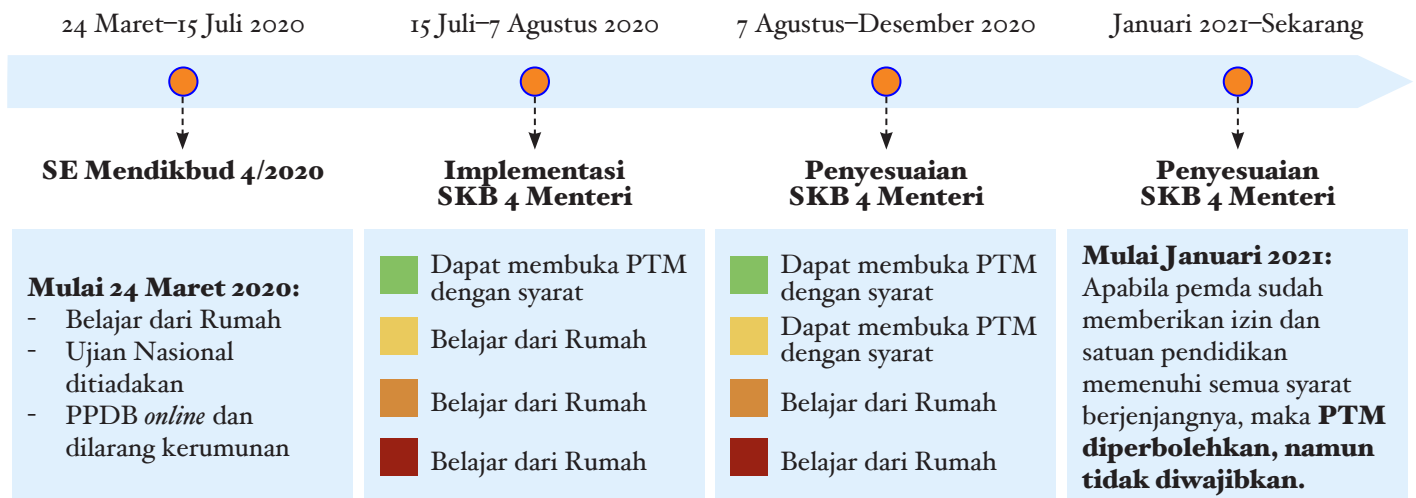 24 Maret–15 Juli 2020
15 Juli–7 Agustus 2020
7 Agustus–Desember 2020
Januari 2021–Sekarang
SE Mendikbud 4/2020
Implementasi
SKB 4 Menteri
Penyesuaian
SKB 4 Menteri
Penyesuaian
SKB 4 Menteri
Mulai 24 Maret 2020:
- Belajar dari Rumah
- Ujian Nasional
ditiadakan
- PPDB online dan
dilarang kerumunan
Dapat membuka PTM
dengan syarat
Belajar dari Rumah
Belajar dari Rumah
Belajar dari Rumah
Dapat membuka PTM
dengan syarat
Dapat membuka PTM
dengan syarat
Belajar dari Rumah
Belajar dari Rumah
Mulai Januari 2021:
Apabila pemda sudah
memberikan izin dan
satuan pendidikan
memenuhi semua syarat
berjenjangnya, maka PTM
diperbolehkan, namun
tidak diwajibkan.